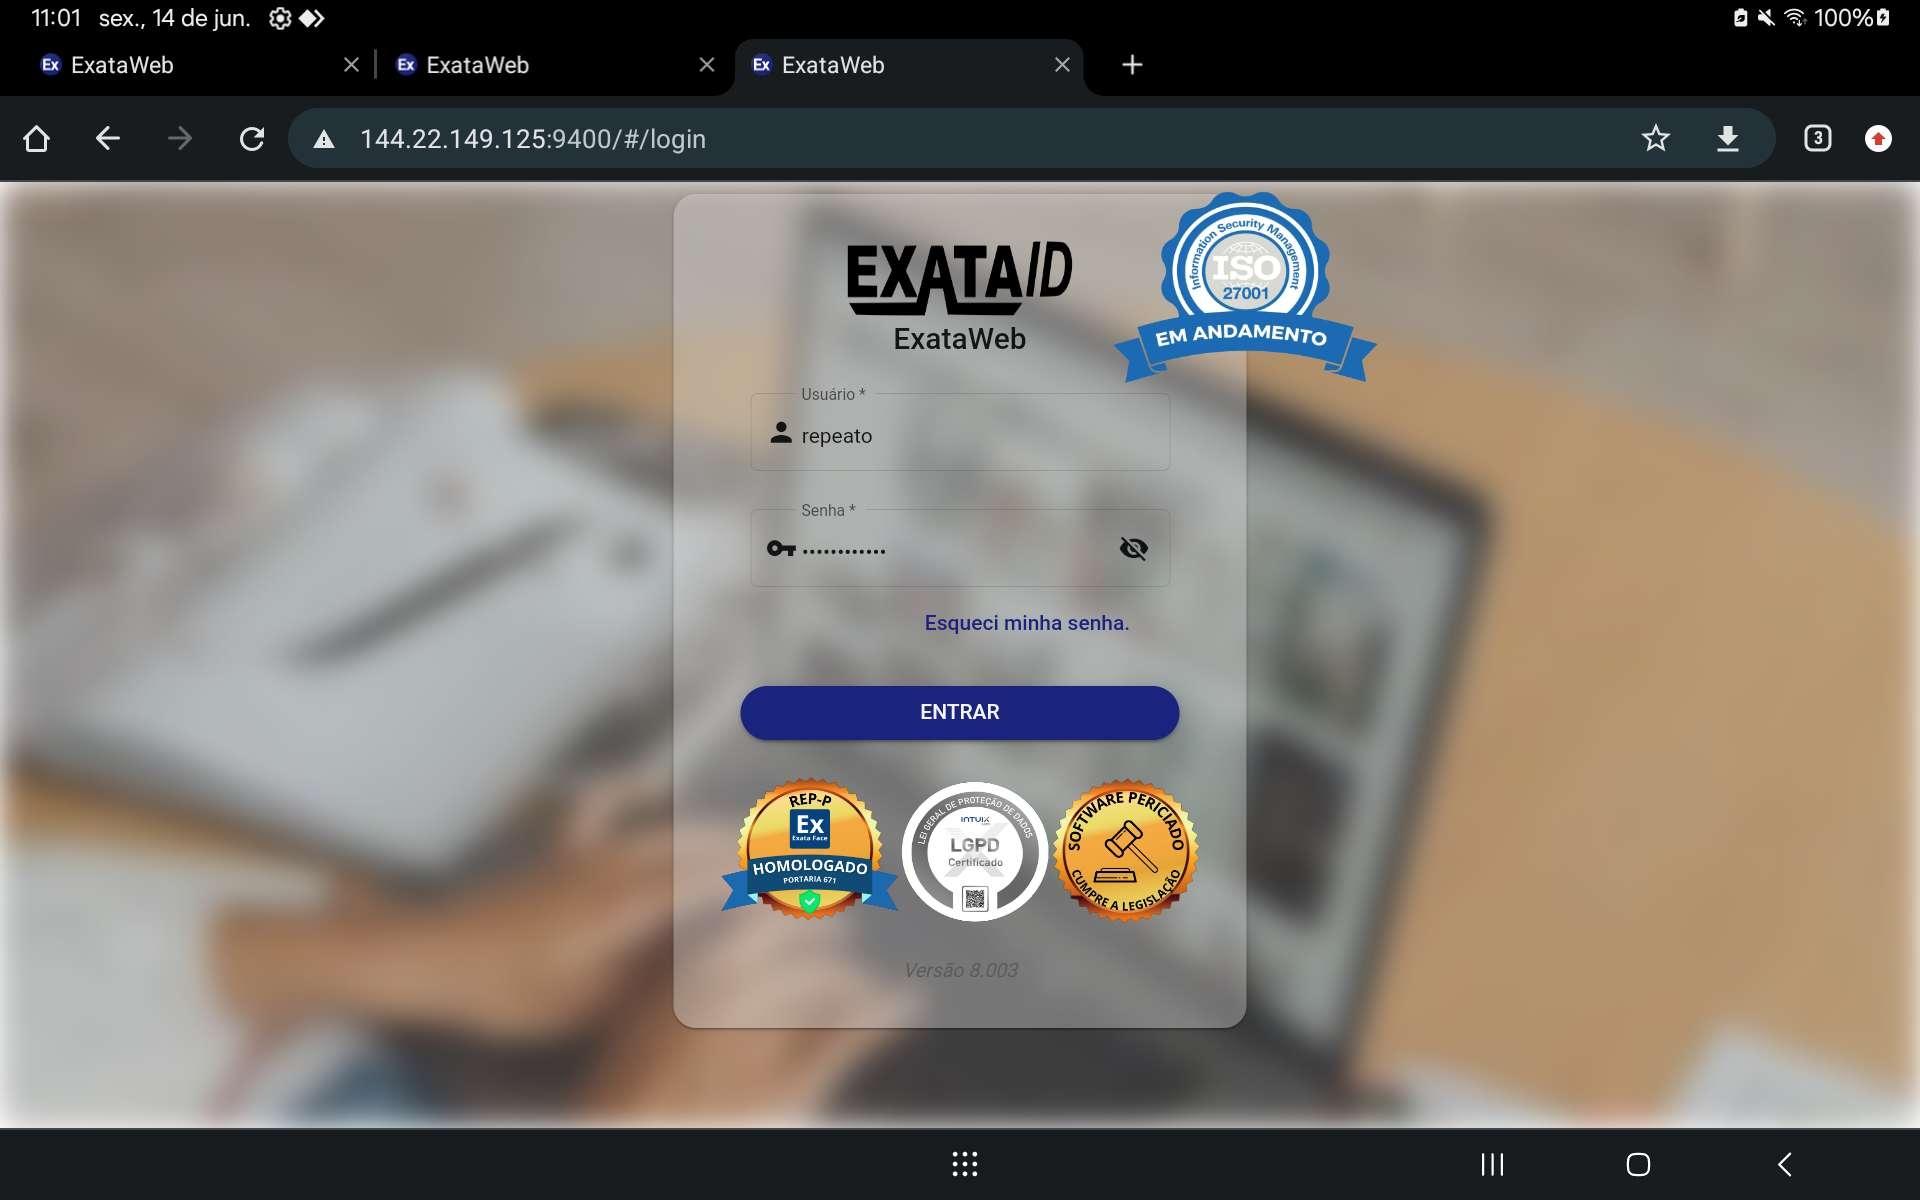 11:01 sex., 14 de jun. 100%
Ex ExataWeb
Ex ExataWeb
Ex ExataWeb
144.22.149.125:9400/#/login
3
EXATAID
ExataWeb
Information Security Management
ISO
27001
EM ANDAMENTO
Usuário *
repeato
Senha *
••••••••••••
Esqueci minha senha.
ENTRAR
REP-P
Ex
Exata Face
HOMOLOGADO
PORTARIA 671
LEI GERAL DE PROTEÇÃO DE DADOS
INTUIX
LGPD
Certificado
SOFTWARE PERICIADO
CUMPRE A LEGISLAÇÃO
Versão 8.003